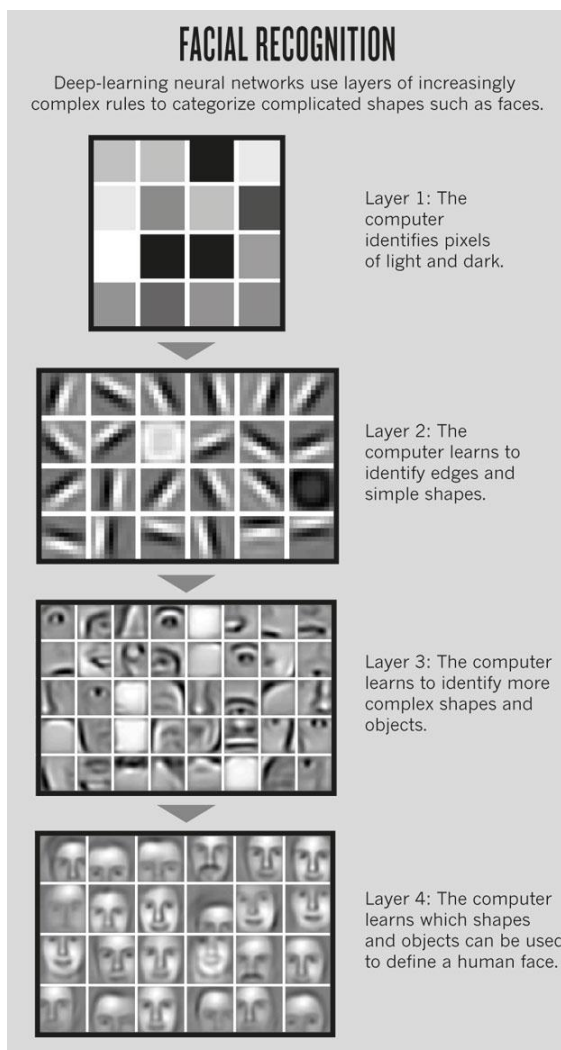 FACIAL RECOGNITION
Deep-learning neural networks use layers of increasingly
complex rules to categorize complicated shapes such as faces.
Layer 1: The
computer
identifies pixels
of light and dark.
Layer 2: The
computer learns to
identify edges and
simple shapes.
Layer 3: The computer
learns to identify more
complex shapes and
objects.
Layer 4: The computer
learns which shapes
and objects can be used
to define a human face.